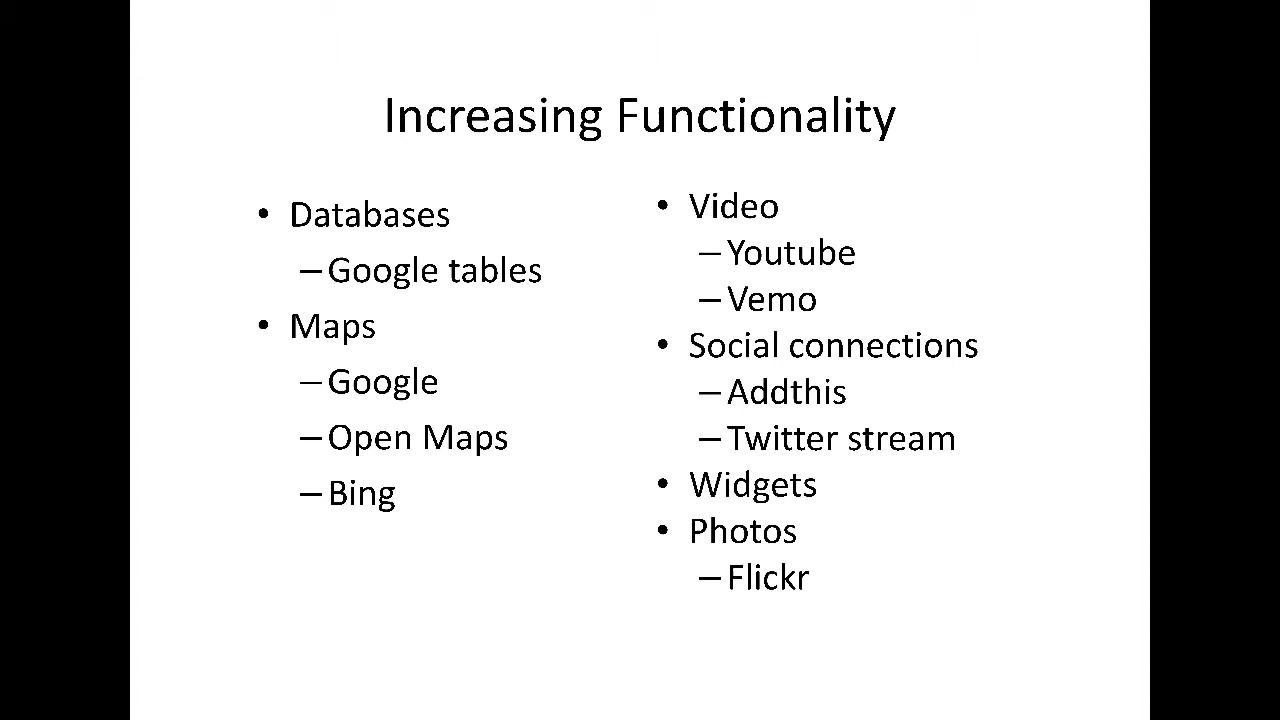 Increasing Functionality
• Databases
–Google tables
• Maps
–Google
–Open Maps
–Bing
• Video
–Youtube
–Vemo
• Social connections
–Addthis
–Twitter stream
• Widgets
• Photos
–Flickr